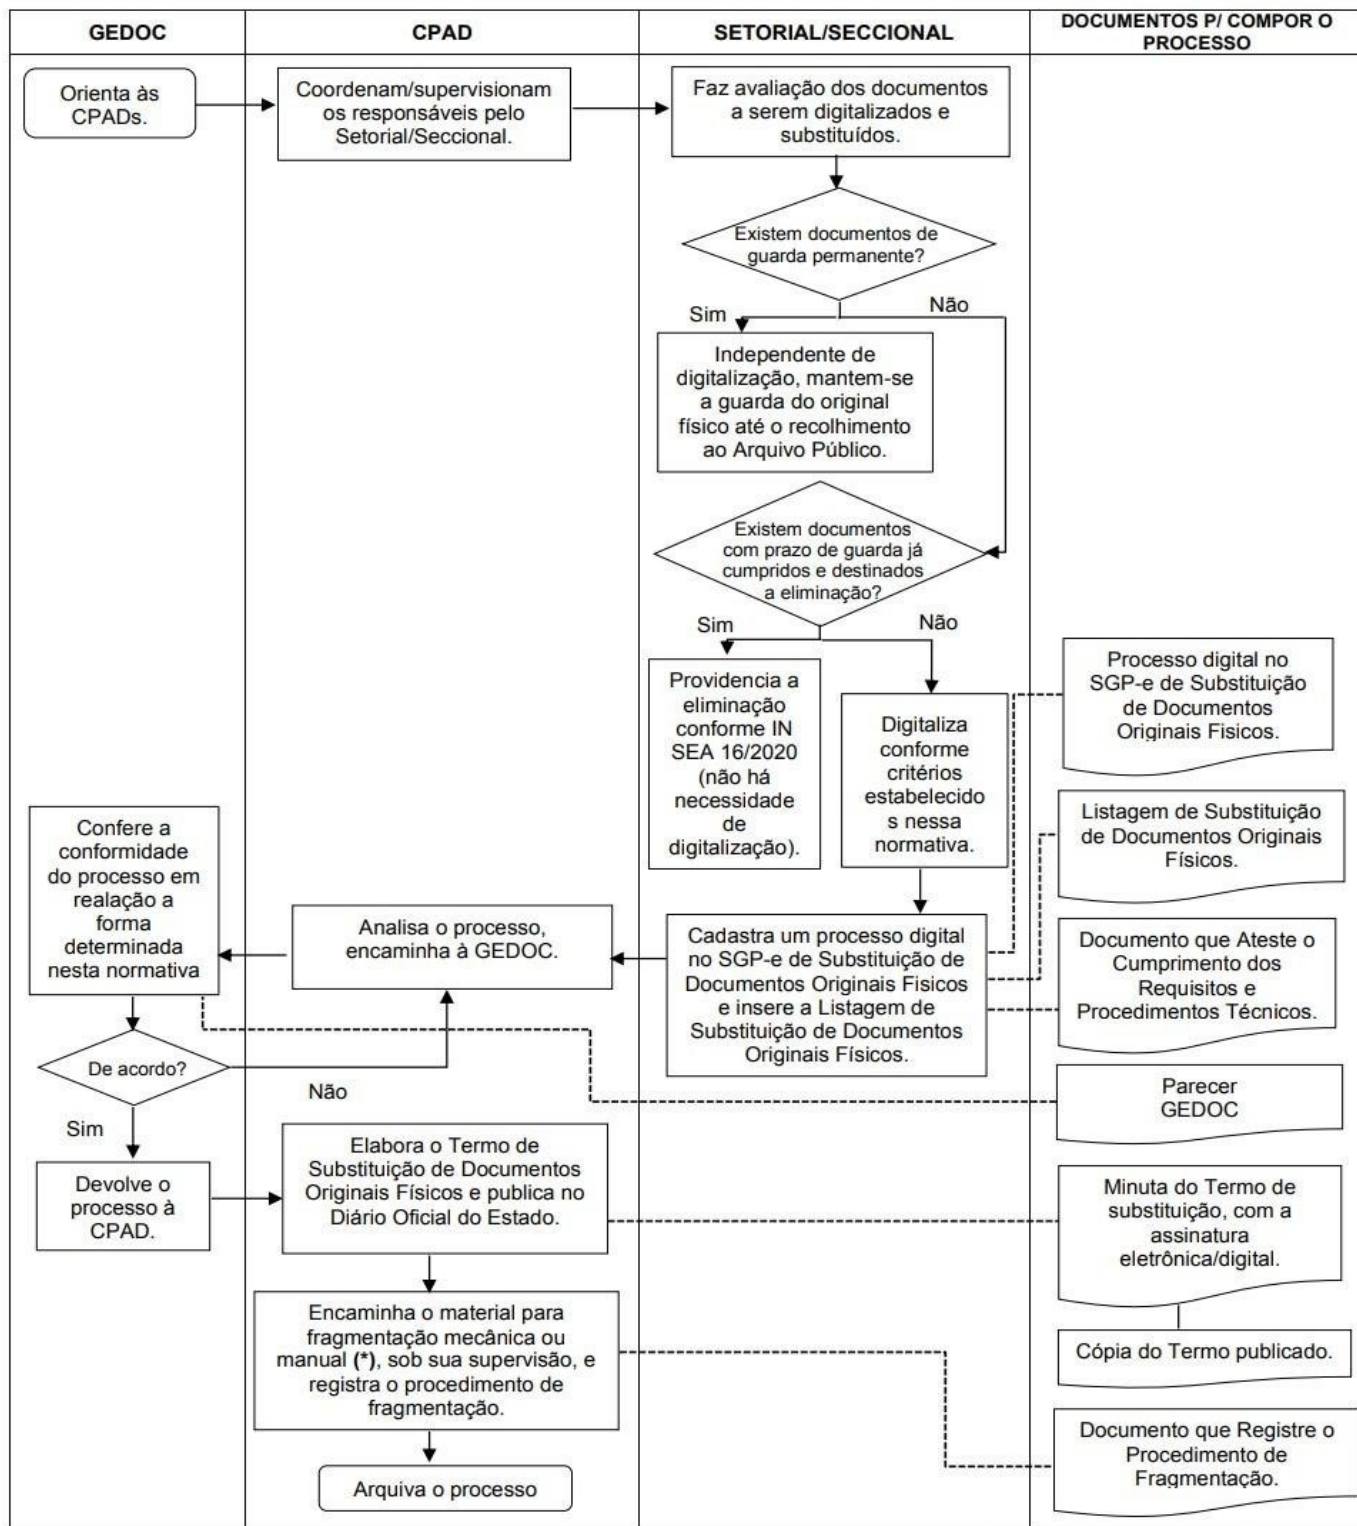 GEDOC
CPAD
SETORIAL/SECCIONAL
DOCUMENTOS P/ COMPOR O
PROCESSO
Orienta às
CPADs.
Coordenam/supervisionam
os responsáveis pelo
Setorial/Seccional.
Faz avaliação dos documentos
a serem digitalizados e
substituídos.
Existem documentos de
guarda permanente?
Sim
Não
Independente de
digitalização, mantem-se
a guarda do original
físico até o recolhimento
ao Arquivo Público.
Existem documentos
com prazo de guarda já
cumpridos e destinados
a eliminação?
Sim
Não
Providencia a
eliminação
conforme IN
SEA 16/2020
(não há
necessidade
de
digitalização).
Digitaliza
conforme
critérios
estabelecido
s nessa
normativa.
Processo digital no
SGP-e de Substituição
de Documentos
Originais Fisicos.
Listagem de Substituição
de Documentos Originais
Físicos.
Confere a
conformidade
do processo em
realação a
forma
determinada
nesta normativa
Analisa o processo,
encaminha à GEDOC.
Cadastra um processo digital
no SGP-e de Substituição de
Documentos Originais Fisicos
e insere a Listagem de
Substituição de Documentos
Originais Físicos.
Documento que Ateste o
Cumprimento dos
Requisitos e
Procedimentos Técnicos.
De acordo?
Não
Sim
Parecer
GEDOC
Devolve o
processo à
CPAD.
Elabora o Termo de
Substituição de Documentos
Originais Físicos e publica no
Diário Oficial do Estado.
Minuta do Termo de
substituição, com a
assinatura
eletrônica/digital.
Encaminha o material para
fragmentação mecânica ou
manual (*), sob sua supervisão, e
registra o procedimento de
fragmentação.
Cópia do Termo publicado.
Documento que Registre o
Procedimento de
Fragmentação.
Arquiva o processo